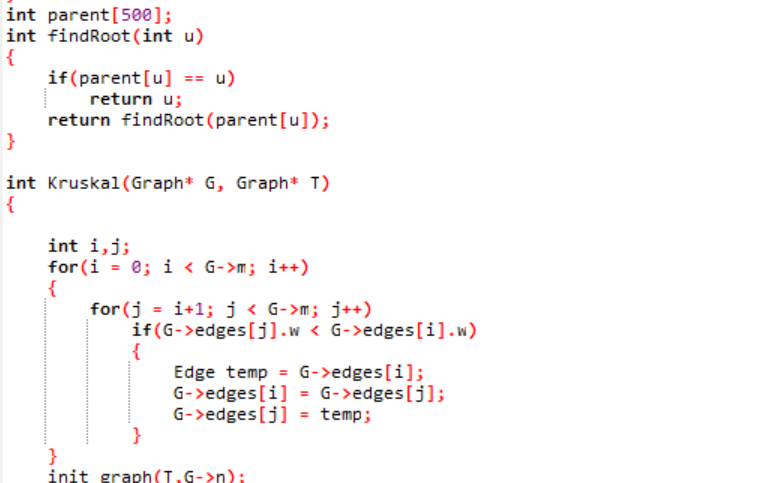 int parent[500];
int findRoot(int u)
{
    if(parent[u] == u)
        return u;
    return findRoot(parent[u]);
}
int Kruskal(Graph* G, Graph* T)
{
    int i,j;
    for(i = 0; i < G->m; i++)
    {
        for(j = i+1; j < G->m; j++)
            if(G->edges[j].w < G->edges[i].w)
            {
                Edge temp = G->edges[i];
                G->edges[i] = G->edges[j];
                G->edges[j] = temp;
            }
    }
    init_graph(T,G->n);